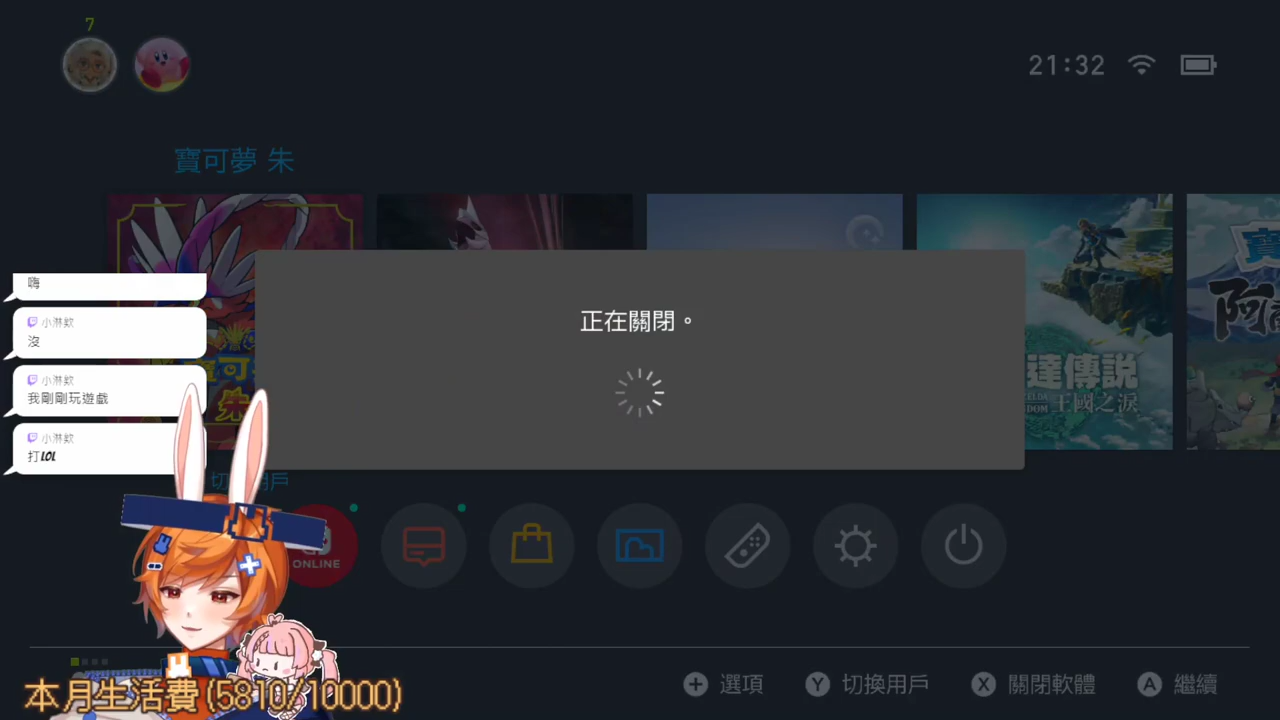 7
21:32
寶可夢 朱
寶
阿
達傳說
王國之淚
正在關閉。
嗨
小淋欸
沒
小淋欸
我剛剛玩遊戲
小淋欸
打LOL
ONLINE
本月生活費(5810/10000)
選項
切換用戶
關閉軟體
繼續